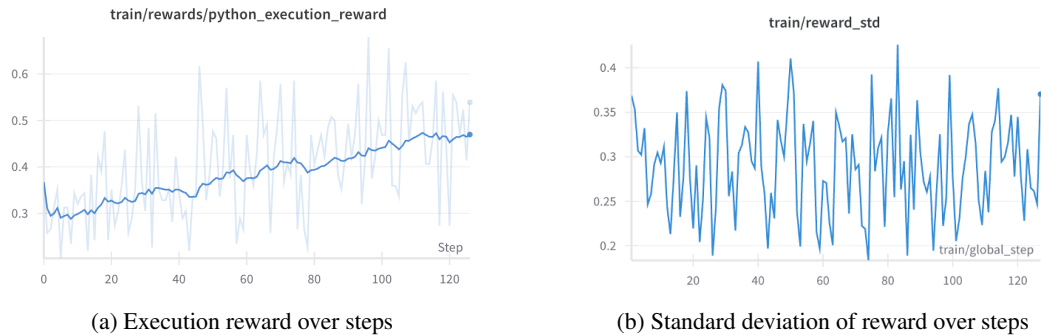 train/rewards/python_execution_reward
0.6
0.5
0.4
0.3
Step
0 20 40 60 80 100 120
(a) Execution reward over steps
train/reward_std
0.4
0.35
0.3
0.25
0.2
train/global_step
20 40 60 80 100 120
(b) Standard deviation of reward over steps